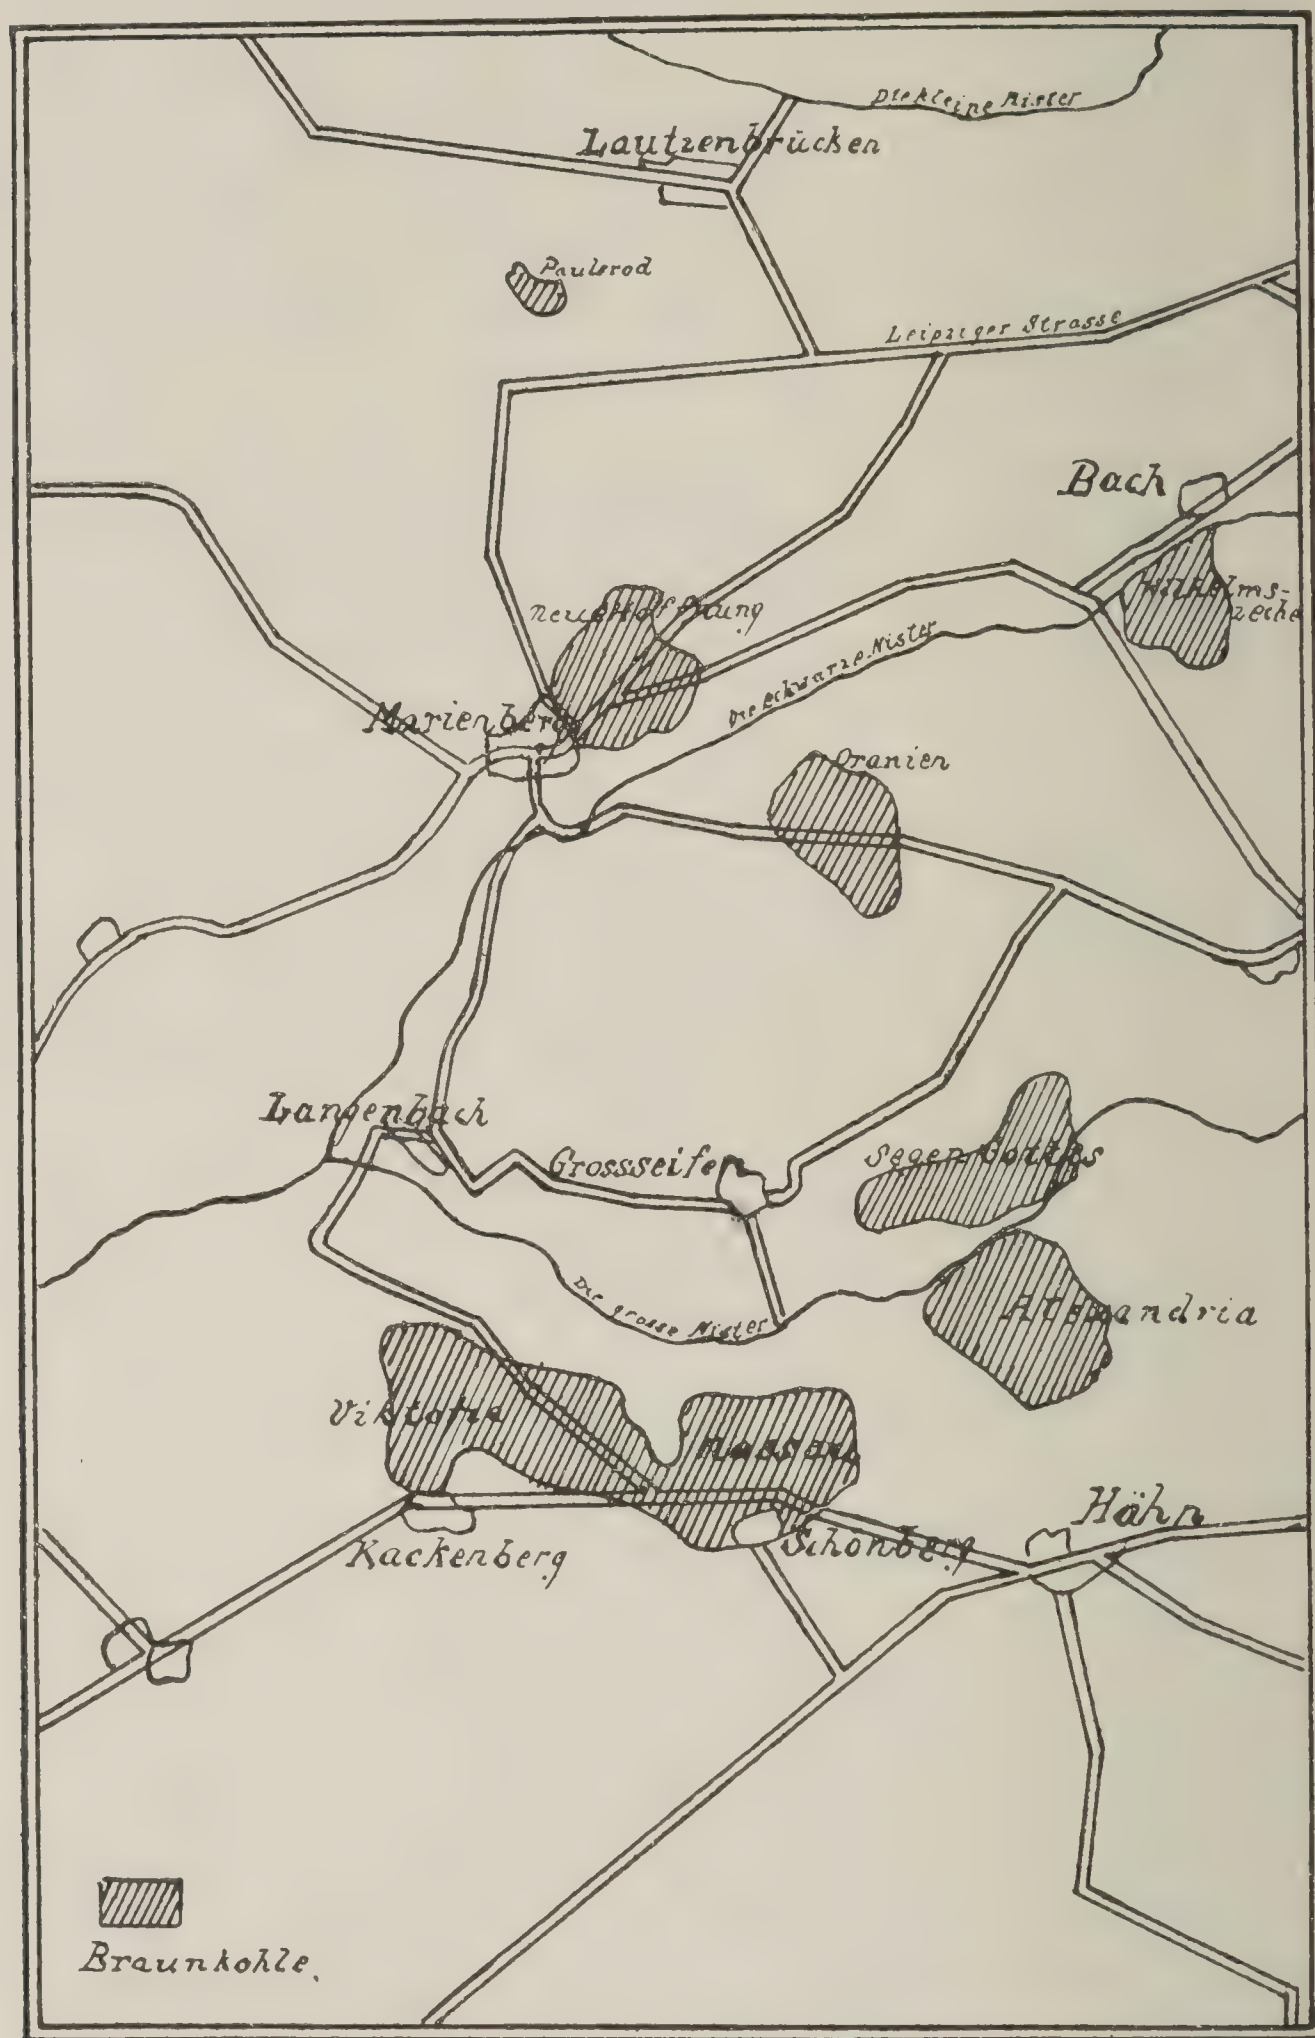 Die kleine Nister
Lautzenbrücken
Paulsrod
Leipziger Strasse
Bach
Wilhelms-
zeche
Neue Hoffnung
Die schwarze Nister
Marienberg
Oranien
Langenbach
Grossseifen
Segen Gottes
Die grosse Nister
Alexandria
Viktoria
Nassau
Hähn
Schönberg
Kackenberg
Braunkohle.